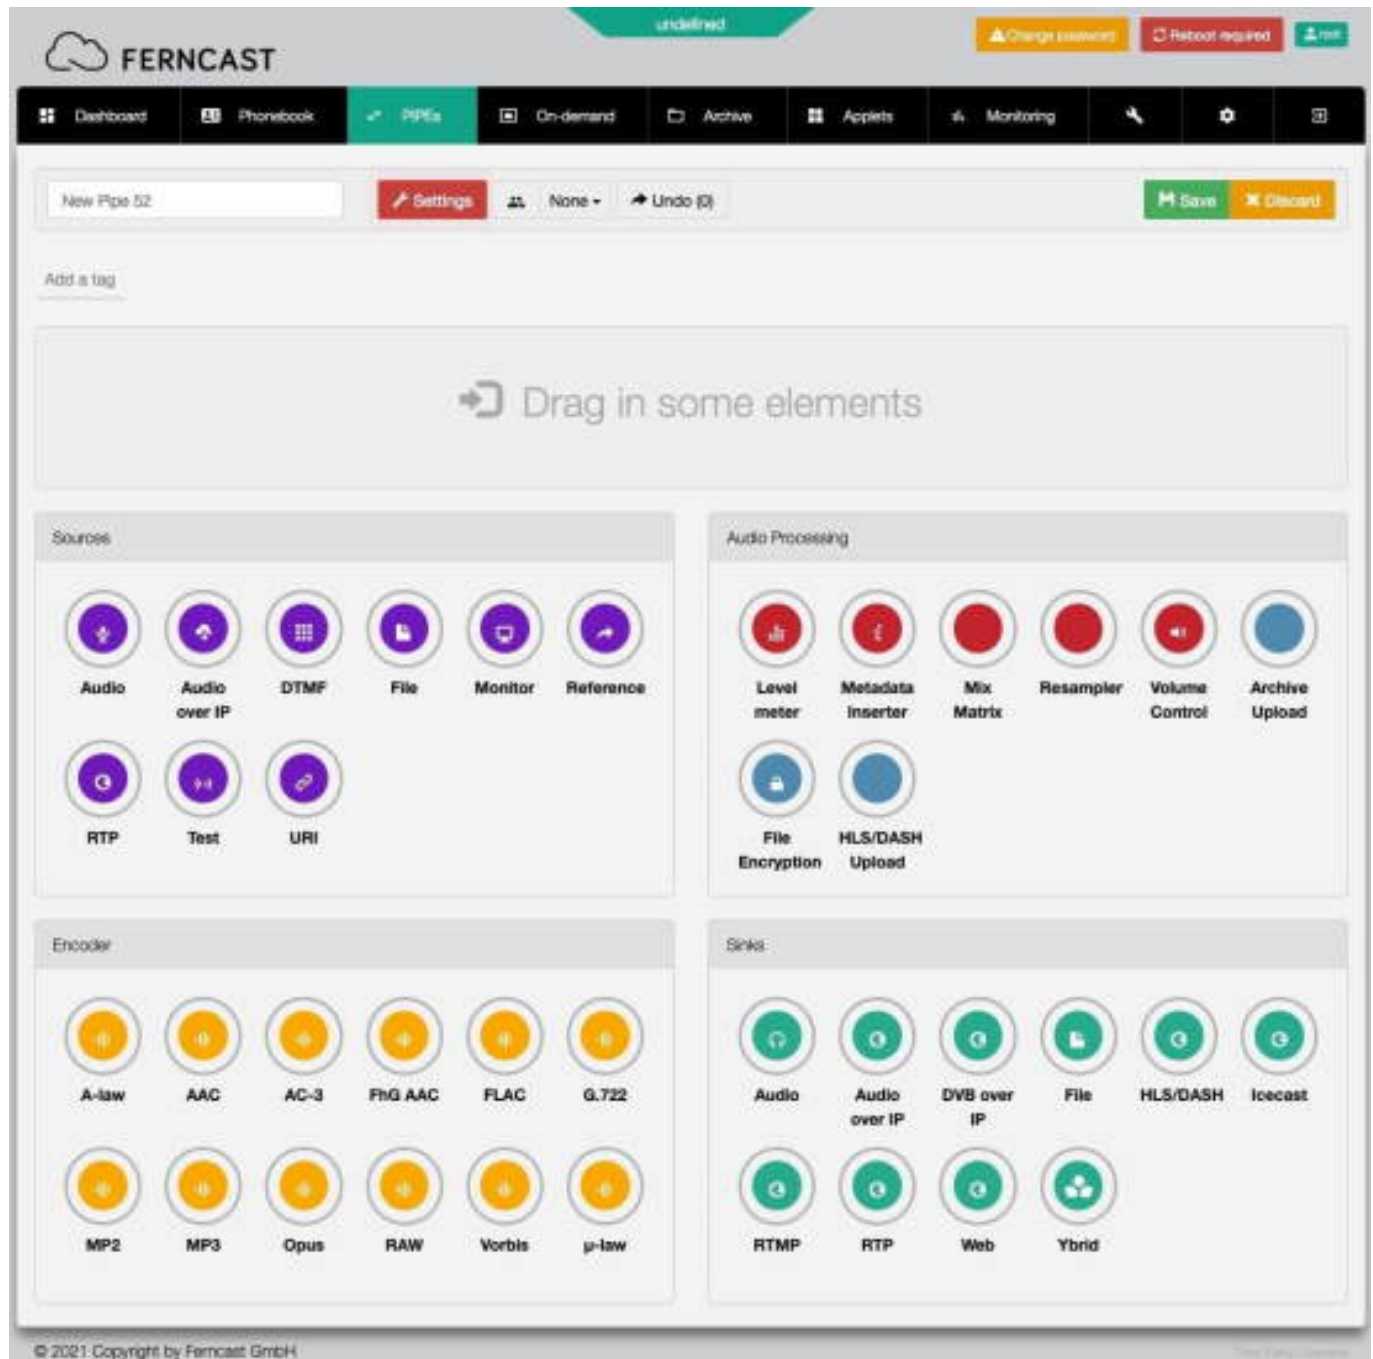 undefined
FERNCAST
Change password
Reboot required
root
Dashboard
Phonebook
PIPEs
On-demand
Archive
Applets
Monitoring
New Pipe 52
Settings
None
Undo (0)
Save
Discard
Add a tag
Drag in some elements
Sources
Audio
Audio
over IP
DTMF
File
Monitor
Reference
RTP
Test
URI
Audio Processing
Level
meter
Metadata
Inserter
Mix
Matrix
Resampler
Volume
Control
Archive
Upload
File
Encryption
HLS/DASH
Upload
Encoder
A-law
AAC
AC-3
FhG AAC
FLAC
G.722
MP2
MP3
Opus
RAW
Vorbis
μ-law
Sinks
Audio
Audio
over IP
DVB over
IP
File
HLS/DASH
Icecast
RTMP
RTP
Web
Ybrid
© 2021 Copyright by Ferncast GmbH